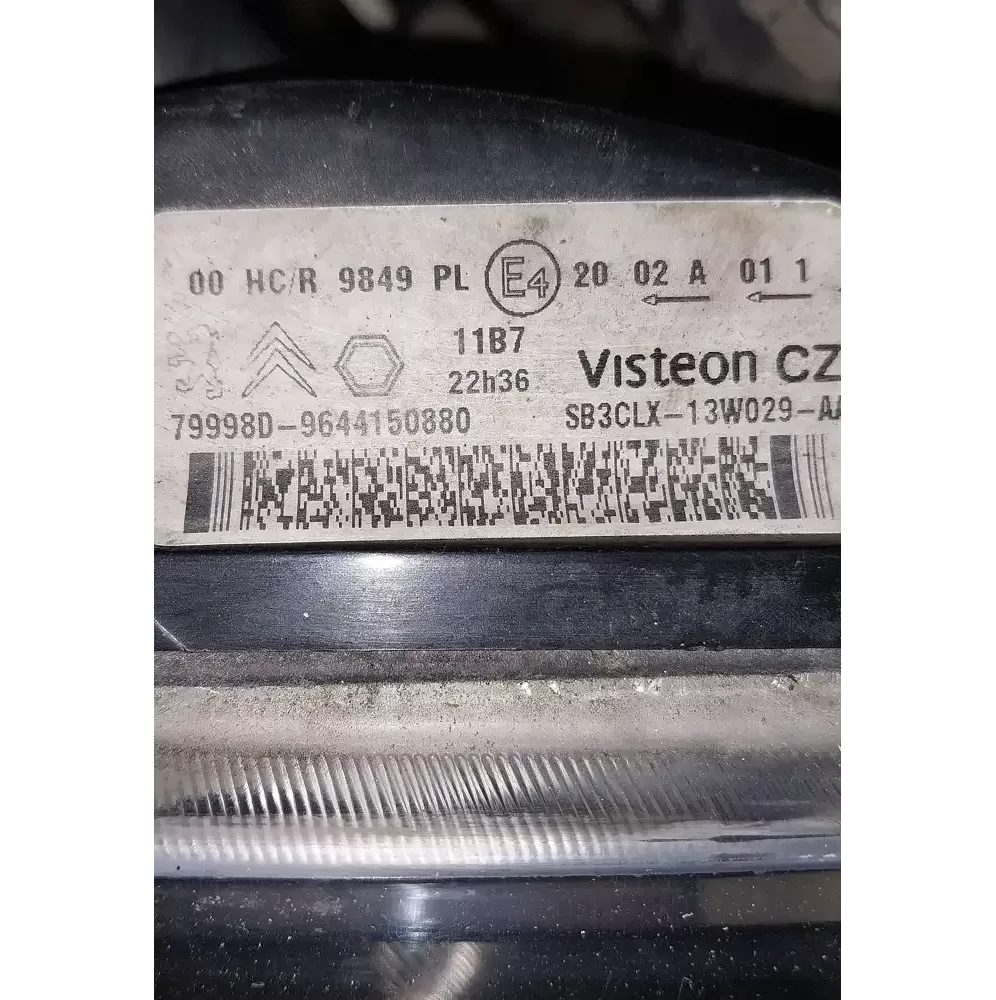 00 HC/R 9849 PL E4 20 02 A 01 1
11B7
22h36
Visteon CZ
79998D-9644150880 SB3CLX-13W029-AA